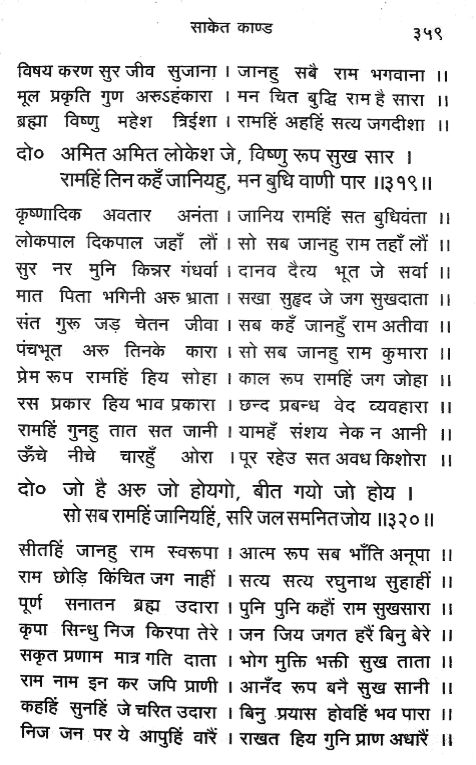 साकेत काण्ड ३५९
विषय करण सुर जीव सुजाना । जानहु सबै राम भगवाना ।।
मूल प्रकृति गुण अरुऽहंकारा । मन चित बुद्धि राम है सारा ।।
ब्रह्मा विष्णु महेश त्रिईशा । रामहिं अहहिं सत्य जगदीशा ।।
दो० अमित अमित लोकेश जे, विष्णु रूप सुख सार ।
रामहिं तिन कहँ जानियहु, मन बुधि वाणी पार ।।३१९।।
कृष्णादिक अवतार अनंता । जानिय रामहिं सत बुधिवंता ।।
लोकपाल दिकपाल जहाँ लौं । सो सब जानहु राम तहाँ लौं ।।
सुर नर मुनि किन्नर गंधर्वा । दानव दैत्य भूत जे सर्वा ।।
मात पिता भगिनी अरु भ्राता । सखा सुहृद जे जग सुखदाता ।।
संत गुरू जड़ चेतन जीवा । सब कहँ जानहुँ राम अतीवा ।।
पंचभूत अरु तिनके कारा । सो सब जानहु राम कुमारा ।।
प्रेम रूप रामहिं हिय सोहा । काल रूप रामहिं जग जोहा ।।
रस प्रकार हिय भाव प्रकारा । छन्द प्रबन्ध वेद व्यवहारा ।।
रामहिं गुनहु तात सत जानी । यामहँ संशय नेक न आनी ।।
ऊँचे नीचे चारहुँ ओरा । पूर रहेउ सत अवध किशोरा ।।
दो० जो है अरु जो होयगो, बीत गयो जो होय ।
सो सब रामहिं जानियहिं, सरि जल समनित जोय ।।३२०।।
सीतहिं जानहु राम स्वरूपा । आत्म रूप सब भाँति अनूपा ।।
राम छोड़ि किंचित जग नाहीं । सत्य सत्य रघुनाथ सुहाहीं ।।
पूर्ण सनातन ब्रह्म उदारा । पुनि पुनि कहौं राम सुखसारा ।।
कृपा सिन्धु निज किरपा तेरे । जन जिय जगत हरैं बिनु बेरे ।।
सकृत प्रणाम मात्र गति दाता । भोग मुक्ति भक्ती सुख ताता ।।
राम नाम इन कर जपि प्राणी । आनँद रूप बनै सुख सानी ।।
कहहिं सुनहिं जे चरित उदारा । बिनु प्रयास होवहिं भव पारा ।।
निज जन पर ये आपुहिं वारैं । राखत हिय गुनि प्राण अधारैं ।।